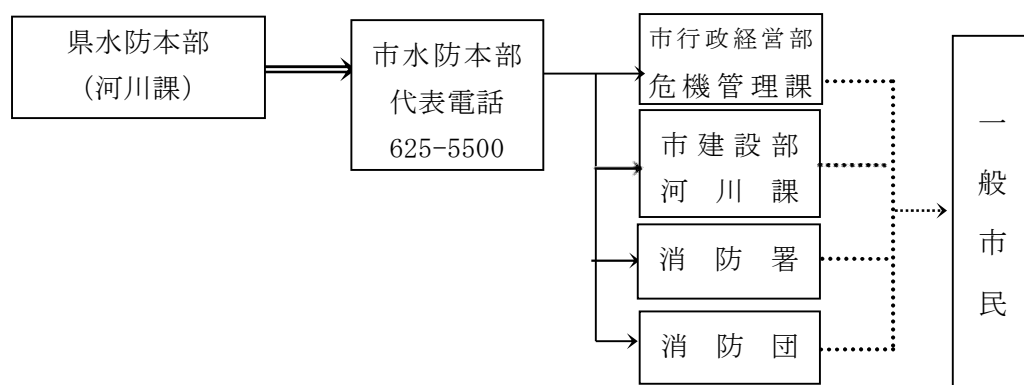 県水防本部
(河川課)
市水防本部
代表電話
625-5500
市行政経営部
危機管理課
市建設部
河川課
消防署
消防団
一般市民